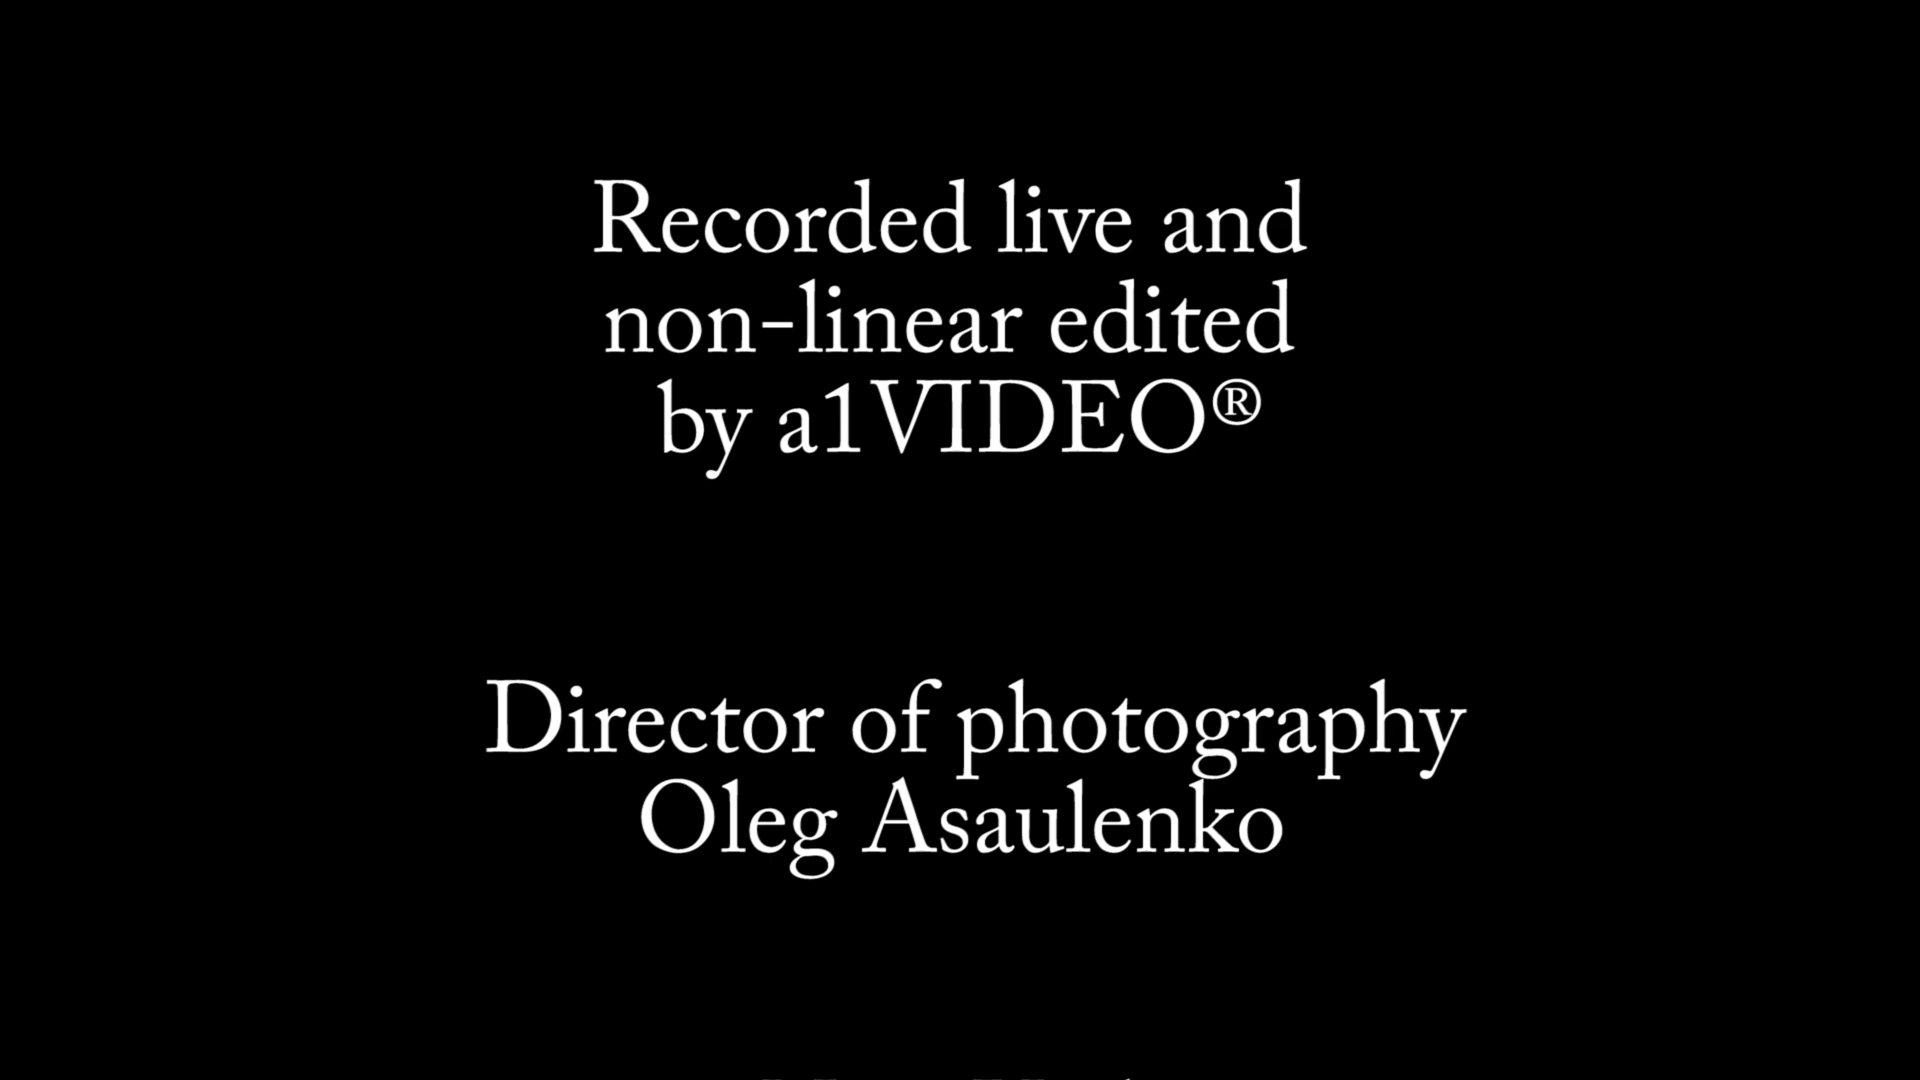 Recorded live and
non-linear edited
by a1VIDEO®
Director of photography
Oleg Asaulenko